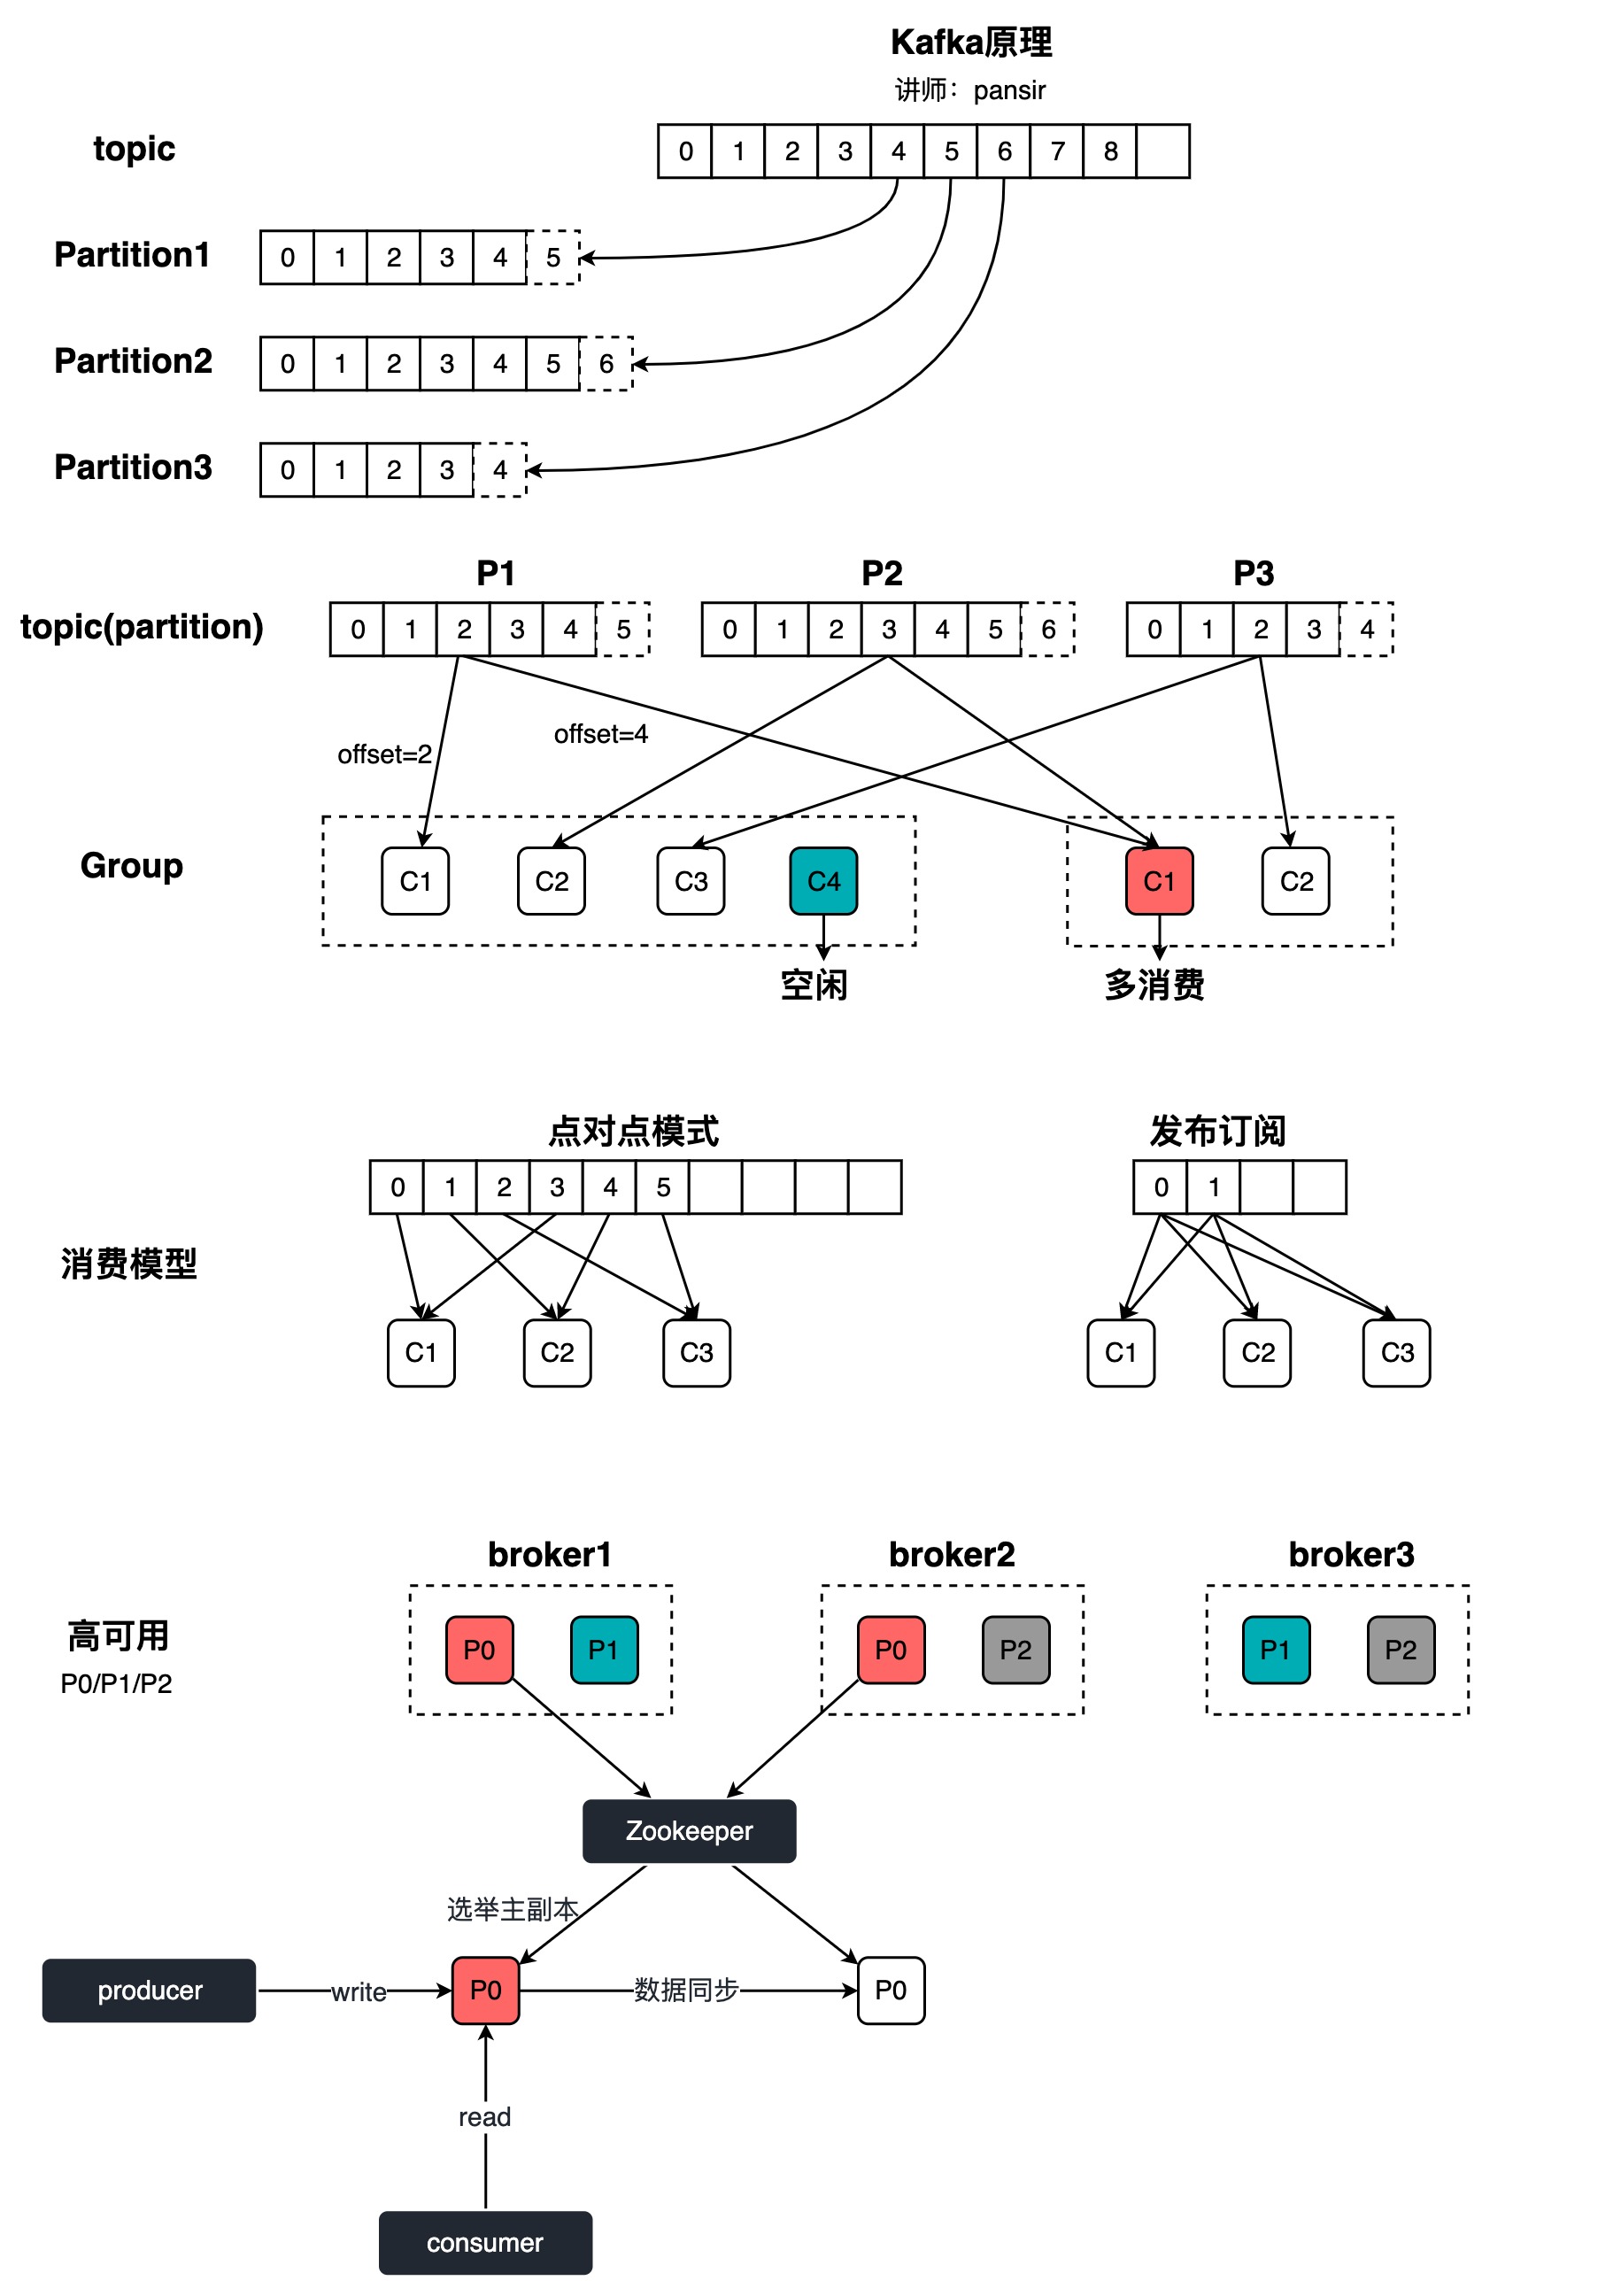 Kafka原理
讲师：pansir
topic
0 1 2 3 4 5 6 7 8
Partition1
0 1 2 3 4 5
Partition2
0 1 2 3 4 5 6
Partition3
0 1 2 3 4
P1 P2 P3
topic(partition)
0 1 2 3 4 5
0 1 2 3 4 5 6
0 1 2 3 4
offset=2
offset=4
Group
C1 C2 C3 C4
C1 C2
空闲
多消费
点对点模式
发布订阅
0 1 2 3 4 5
0 1
消费模型
C1 C2 C3
C1 C2 C3
broker1 broker2 broker3
高可用
P0/P1/P2
P0 P1
P0 P2
P1 P2
Zookeeper
选举主副本
producer
write
P0
数据同步
P0
read
consumer